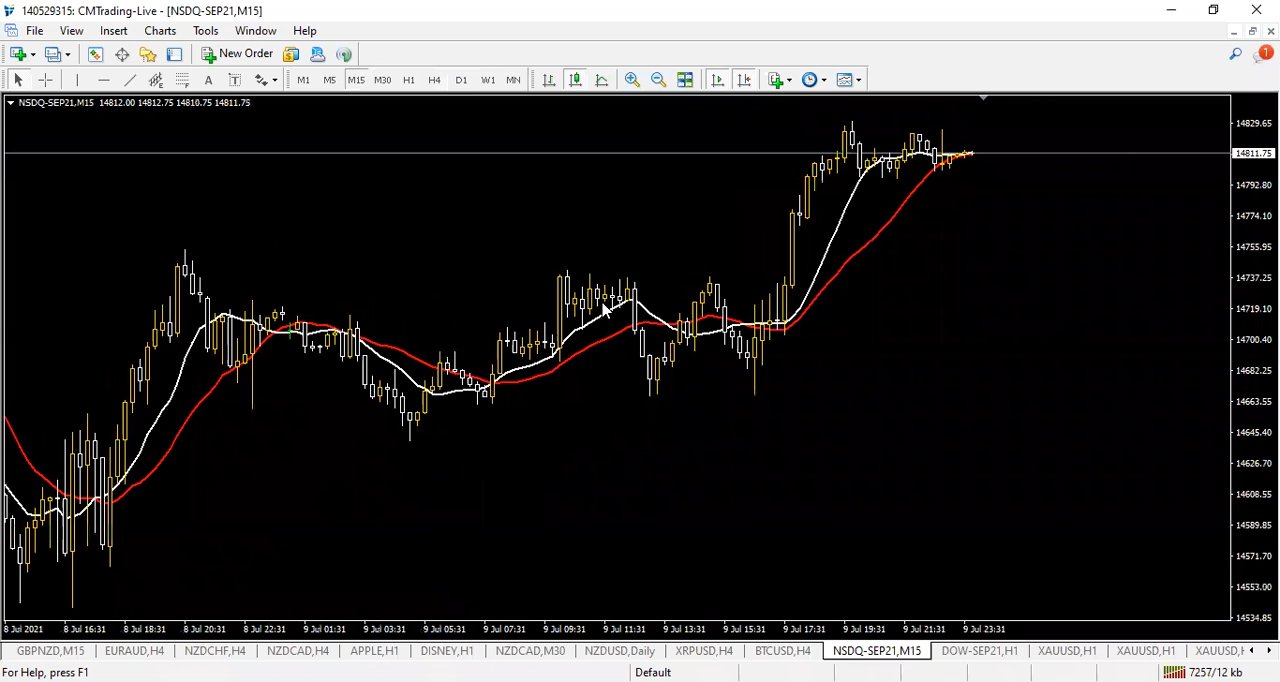 140529315: CMTrading-Live - [NSDQ-SEP21,M15]
File View Insert Charts Tools Window Help
New Order
1
A T M1 M5 M15 M30 H1 H4 D1 W1 MN
NSDQ-SEP21,M15 14812.00 14812.75 14810.75 14811.75
14829.65
14811.75
14792.80
14774.10
14755.95
14737.25
14719.10
14700.40
14682.25
14663.55
14645.40
14626.70
14608.55
14589.85
14571.70
14553.00
14534.85
8 Jul 2021 8 Jul 16:31 8 Jul 18:31 8 Jul 20:31 8 Jul 22:31 9 Jul 01:31 9 Jul 03:31 9 Jul 05:31 9 Jul 07:31 9 Jul 09:31 9 Jul 11:31 9 Jul 13:31 9 Jul 15:31 9 Jul 17:31 9 Jul 19:31 9 Jul 21:31 9 Jul 23:31
GBPNZD,M15 EURAUD,H4 NZDCHF,H4 NZDCAD,H4 APPLE,H1 DISNEY,H1 NZDCAD,M30 NZDUSD,Daily XRPUSD,H4 BTCUSD,H4 NSDQ-SEP21,M15 DOW-SEP21,H1 XAUUSD,H1 XAUUSD,H1 XAUUSD,H
For Help, press F1 Default 7257/12 kb